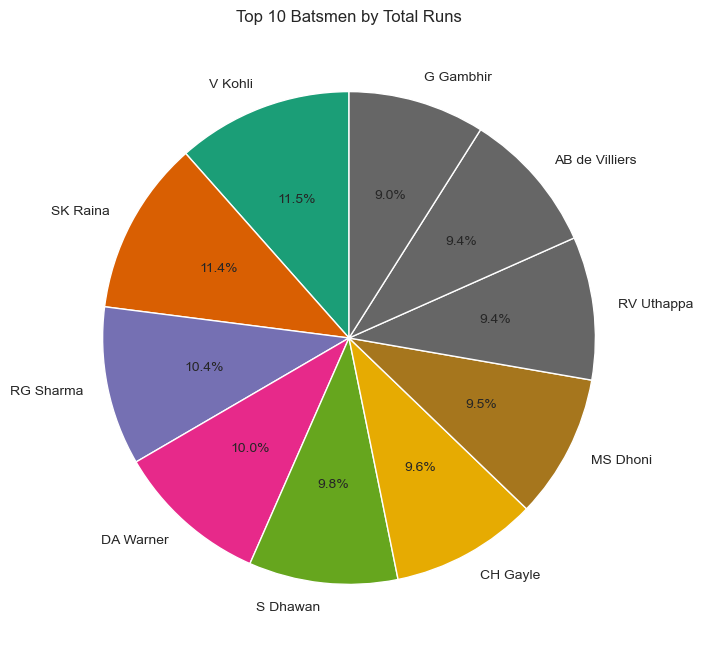 Top 10 Batsmen by Total Runs
G Gambhir
V Kohli
AB de Villiers
9.0%
11.5%
SK Raina
9.4%
11.4%
RV Uthappa
9.4%
10.4%
RG Sharma
9.5%
10.0%
MS Dhoni
9.6%
9.8%
DA Warner
CH Gayle
S Dhawan